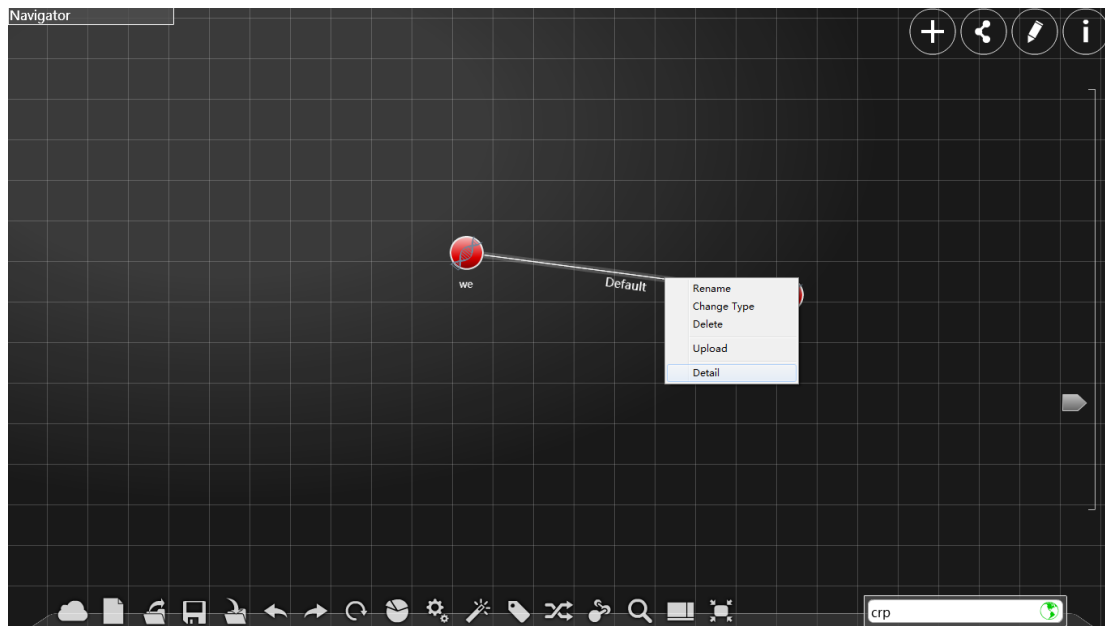 Navigator
we
Default
Rename
Change Type
Delete
Upload
Detail
crp